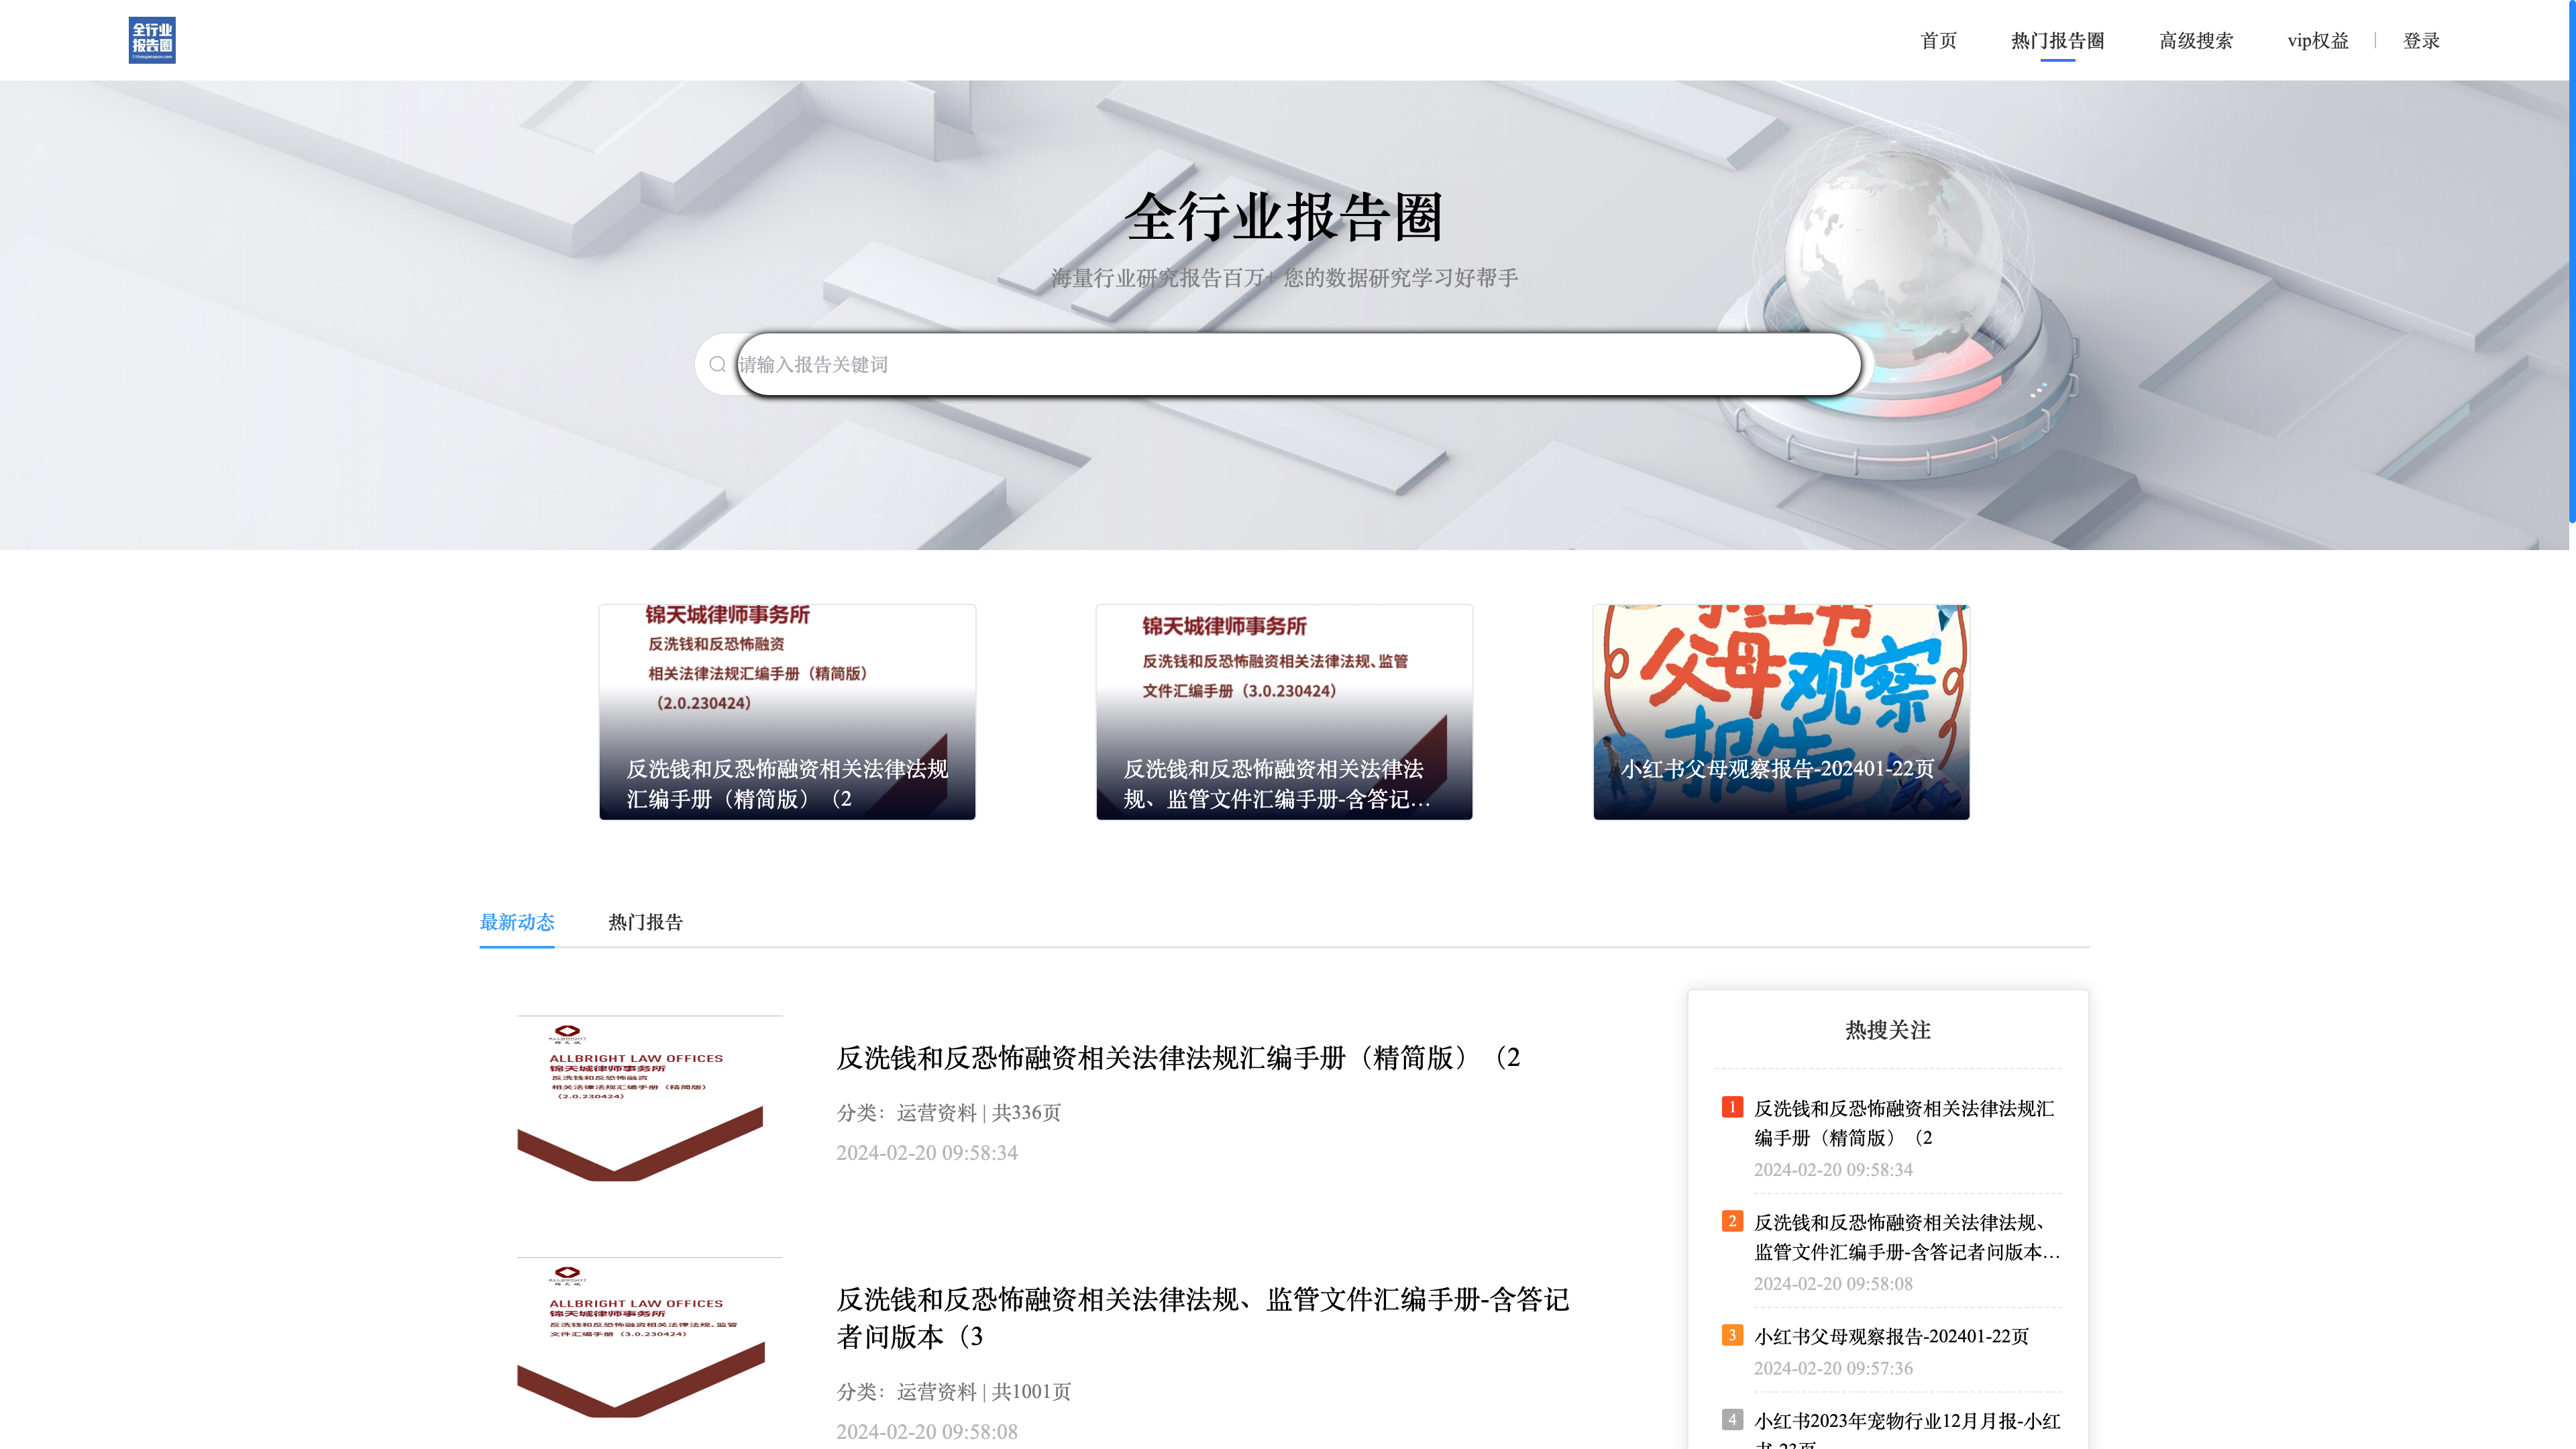 全行业
报告圈
首页
热门报告圈
高级搜索
vip权益
登录
全行业报告圈
海量行业研究报告百万+ 您的数据研究学习好帮手
请输入报告关键词
锦天城律师事务所
反洗钱和反恐怖融资
相关法律法规汇编手册（精简版）
（2.0.230424）
反洗钱和反恐怖融资相关法律法规
汇编手册（精简版）（2
锦天城律师事务所
反洗钱和反恐怖融资相关法律法规、监管
文件汇编手册（3.0.230424）
反洗钱和反恐怖融资相关法律法
规、监管文件汇编手册-含答记…
父母观察
报告
小红书父母观察报告-202401-22页
最新动态
热门报告
ALLBRIGHT LAW OFFICES
锦天城律师事务所
反洗钱和反恐怖融资
相关法律法规汇编手册（精简版）
（2.0.230424）
反洗钱和反恐怖融资相关法律法规汇编手册（精简版）（2
分类：运营资料 | 共336页
2024-02-20 09:58:34
ALLBRIGHT LAW OFFICES
锦天城律师事务所
反洗钱和反恐怖融资相关法律法规、监管
文件汇编手册（3.0.230424）
反洗钱和反恐怖融资相关法律法规、监管文件汇编手册-含答记
者问版本（3
分类：运营资料 | 共1001页
2024-02-20 09:58:08
热搜关注
1
反洗钱和反恐怖融资相关法律法规汇
编手册（精简版）（2
2024-02-20 09:58:34
2
反洗钱和反恐怖融资相关法律法规、
监管文件汇编手册-含答记者问版本…
2024-02-20 09:58:08
3
小红书父母观察报告-202401-22页
2024-02-20 09:57:36
4
小红书2023年宠物行业12月月报-小红